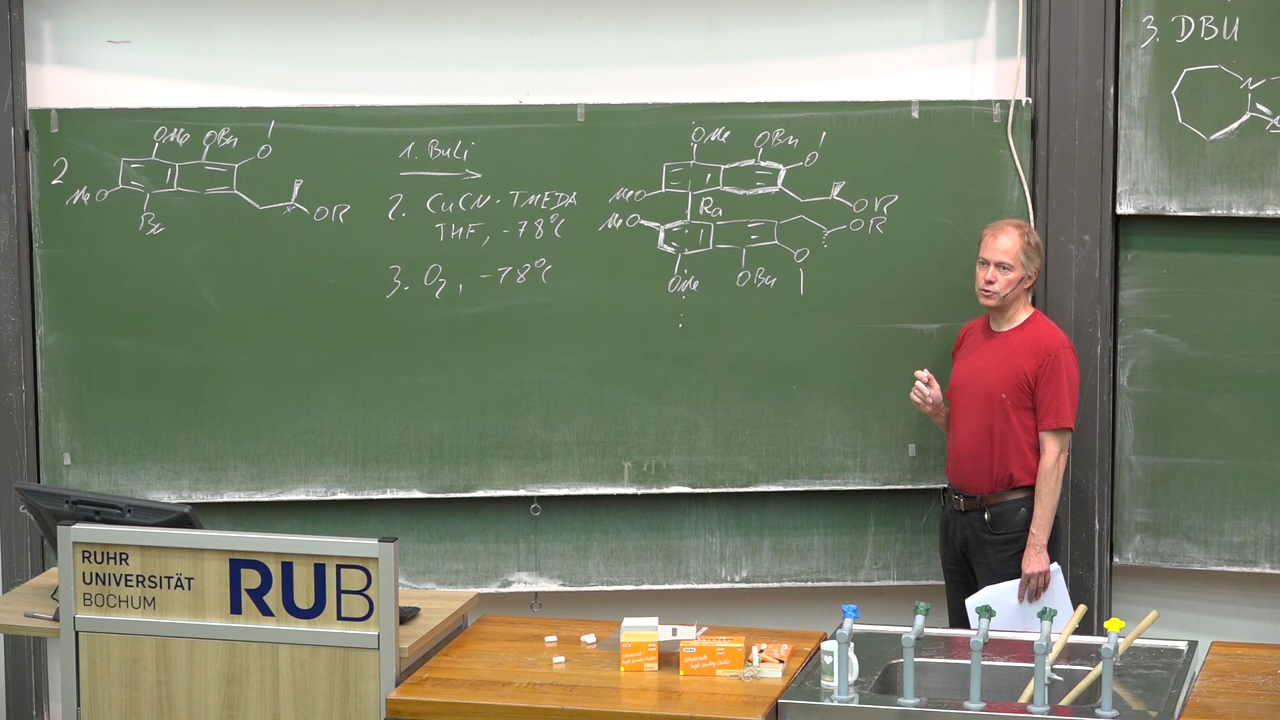 2
OMe OBn O
MeO
Br
OR
1. BuLi
2. CuCN · TMEDA
THF, -78°C
3. O2, -78°C
OMe OBn O
MeO
OR
Ra
MeO
OR
O
OMe OBn
3. DBU
N
RUHR
UNIVERSITÄT
BOCHUM
RUB